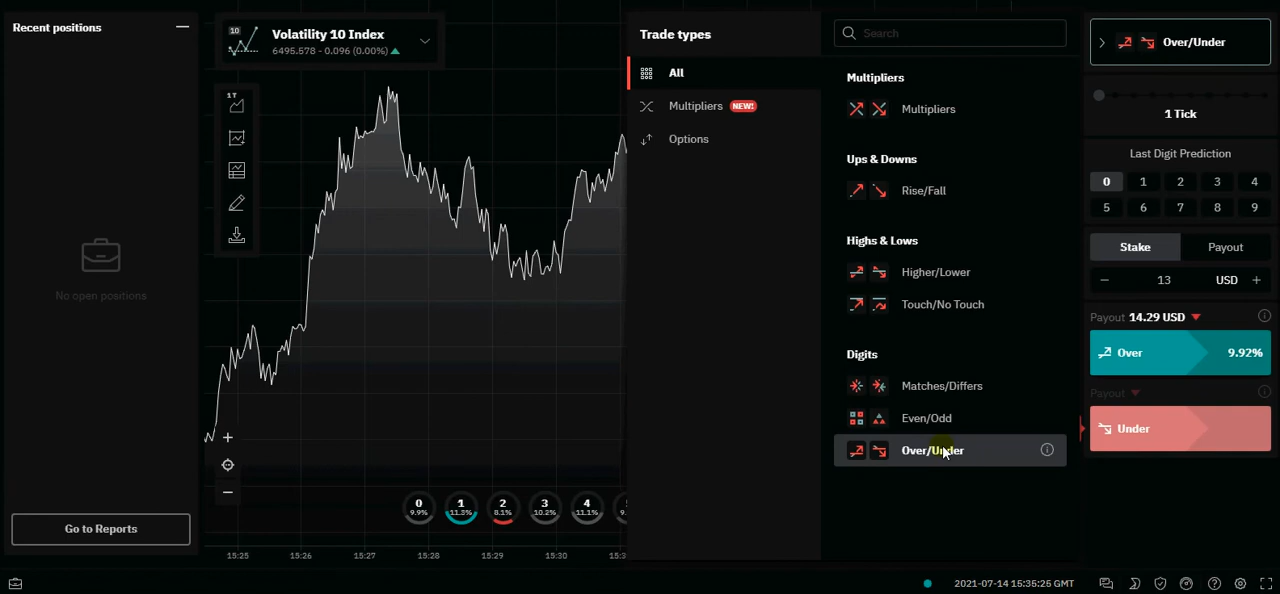 Recent positions
No open positions
Go to Reports
10
Volatility 10 Index
6495.578 - 0.096 (0.00%)
1T
0
9.9%
1
11.3%
2
8.1%
3
10.2%
4
11.1%
9.
15:25
15:26
15:27
15:28
15:29
15:30
15:3
Trade types
All
Multipliers NEW!
Options
Search
Multipliers
Multipliers
Ups & Downs
Rise/Fall
Highs & Lows
Higher/Lower
Touch/No Touch
Digits
Matches/Differs
Even/Odd
Over/Under
Over/Under
1 Tick
Last Digit Prediction
0 1 2 3 4
5 6 7 8 9
Stake Payout
− 13 USD +
Payout 14.29 USD
Over 9.92%
Payout
Under
2021-07-14 15:35:25 GMT